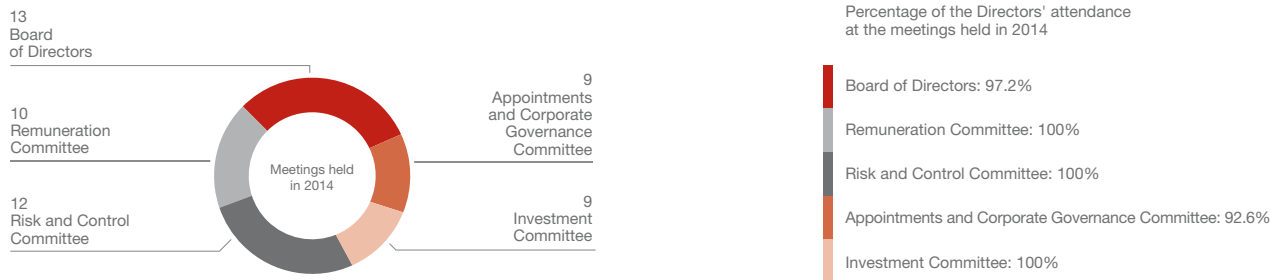 13
Board
of Directors
10
Remuneration
Committee
12
Risk and Control
Committee
Meetings held
in 2014
9
Appointments
and Corporate
Governance
Committee
9
Investment
Committee
Percentage of the Directors' attendance
at the meetings held in 2014
Board of Directors: 97.2%
Remuneration Committee: 100%
Risk and Control Committee: 100%
Appointments and Corporate Governance Committee: 92.6%
Investment Committee: 100%